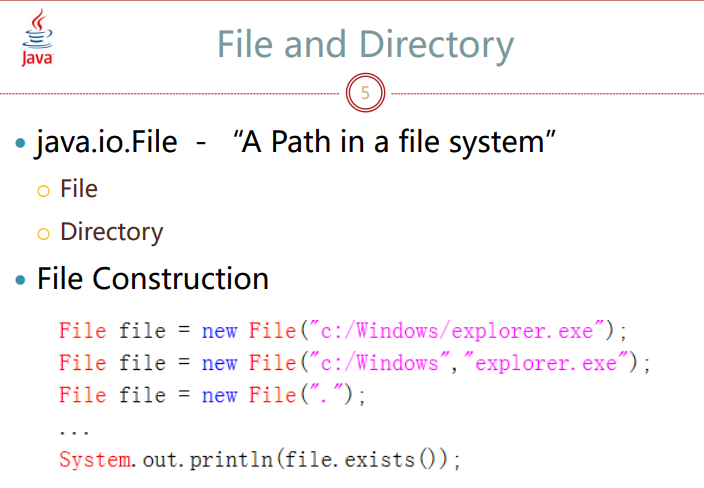 Java
File and Directory
5
java.io.File - “A Path in a file system”
File
Directory
File Construction
File file = new File("c:/Windows/explorer.exe");
File file = new File("c:/Windows","explorer.exe");
File file = new File(".");
...
System.out.println(file.exists());